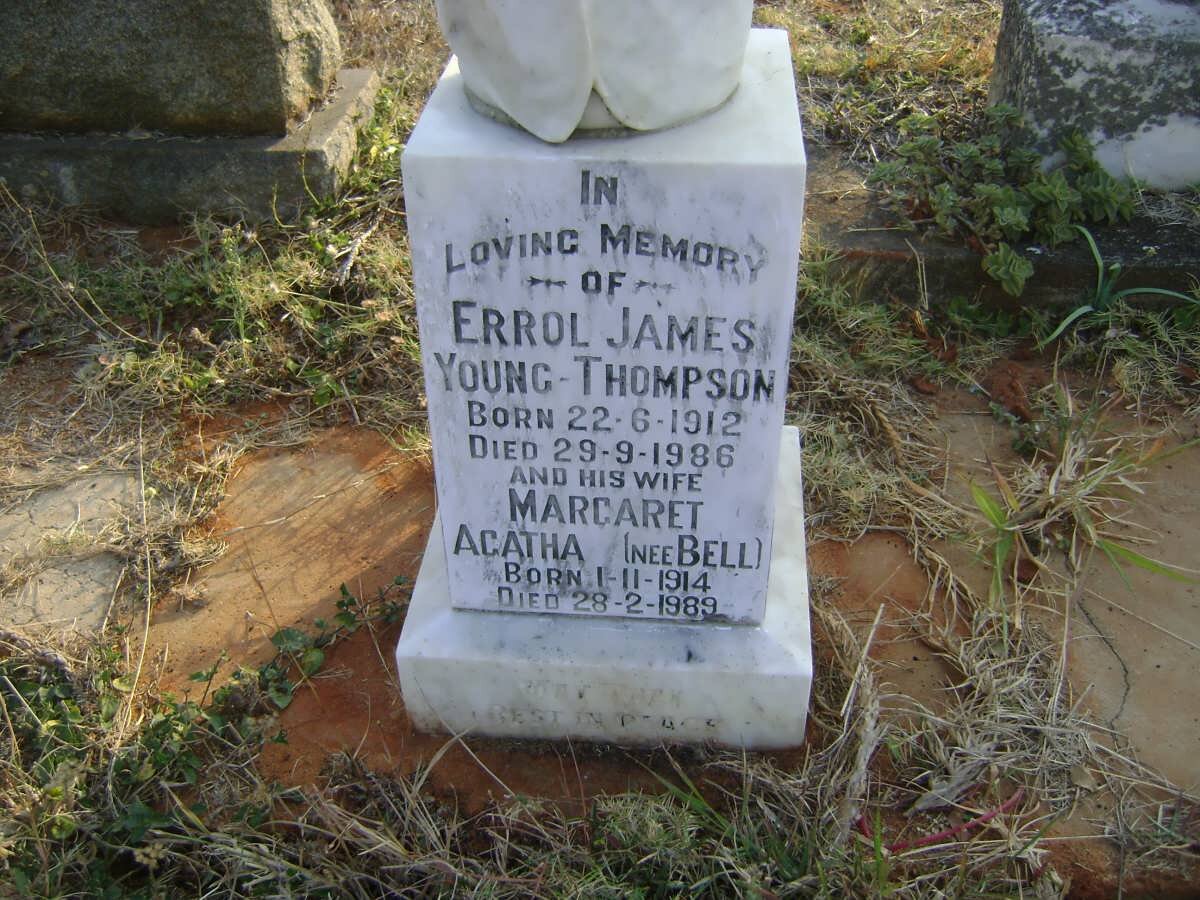 IN
LOVING MEMORY
OF
ERROL JAMES
YOUNG-THOMPSON
BORN 22-6-1912
DIED 29-9-1986
AND HIS WIFE
MARGARET
AGATHA (NEE BELL)
BORN 1-11-1914
DIED 28-2-1989
REST IN PEACE